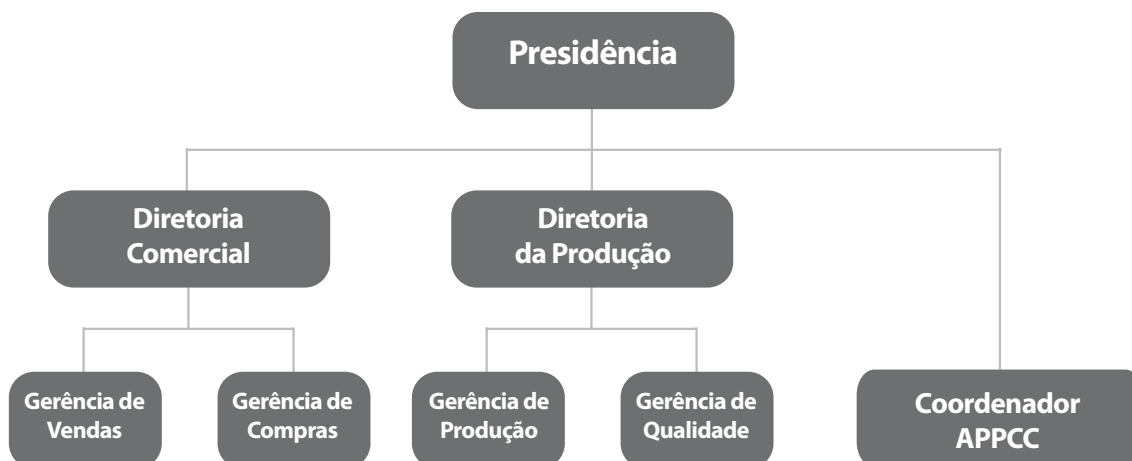 Presidência
Diretoria
Comercial
Diretoria
da Produção
Gerência de
Vendas
Gerência de
Compras
Gerência de
Produção
Gerência de
Qualidade
Coordenador
APPCC